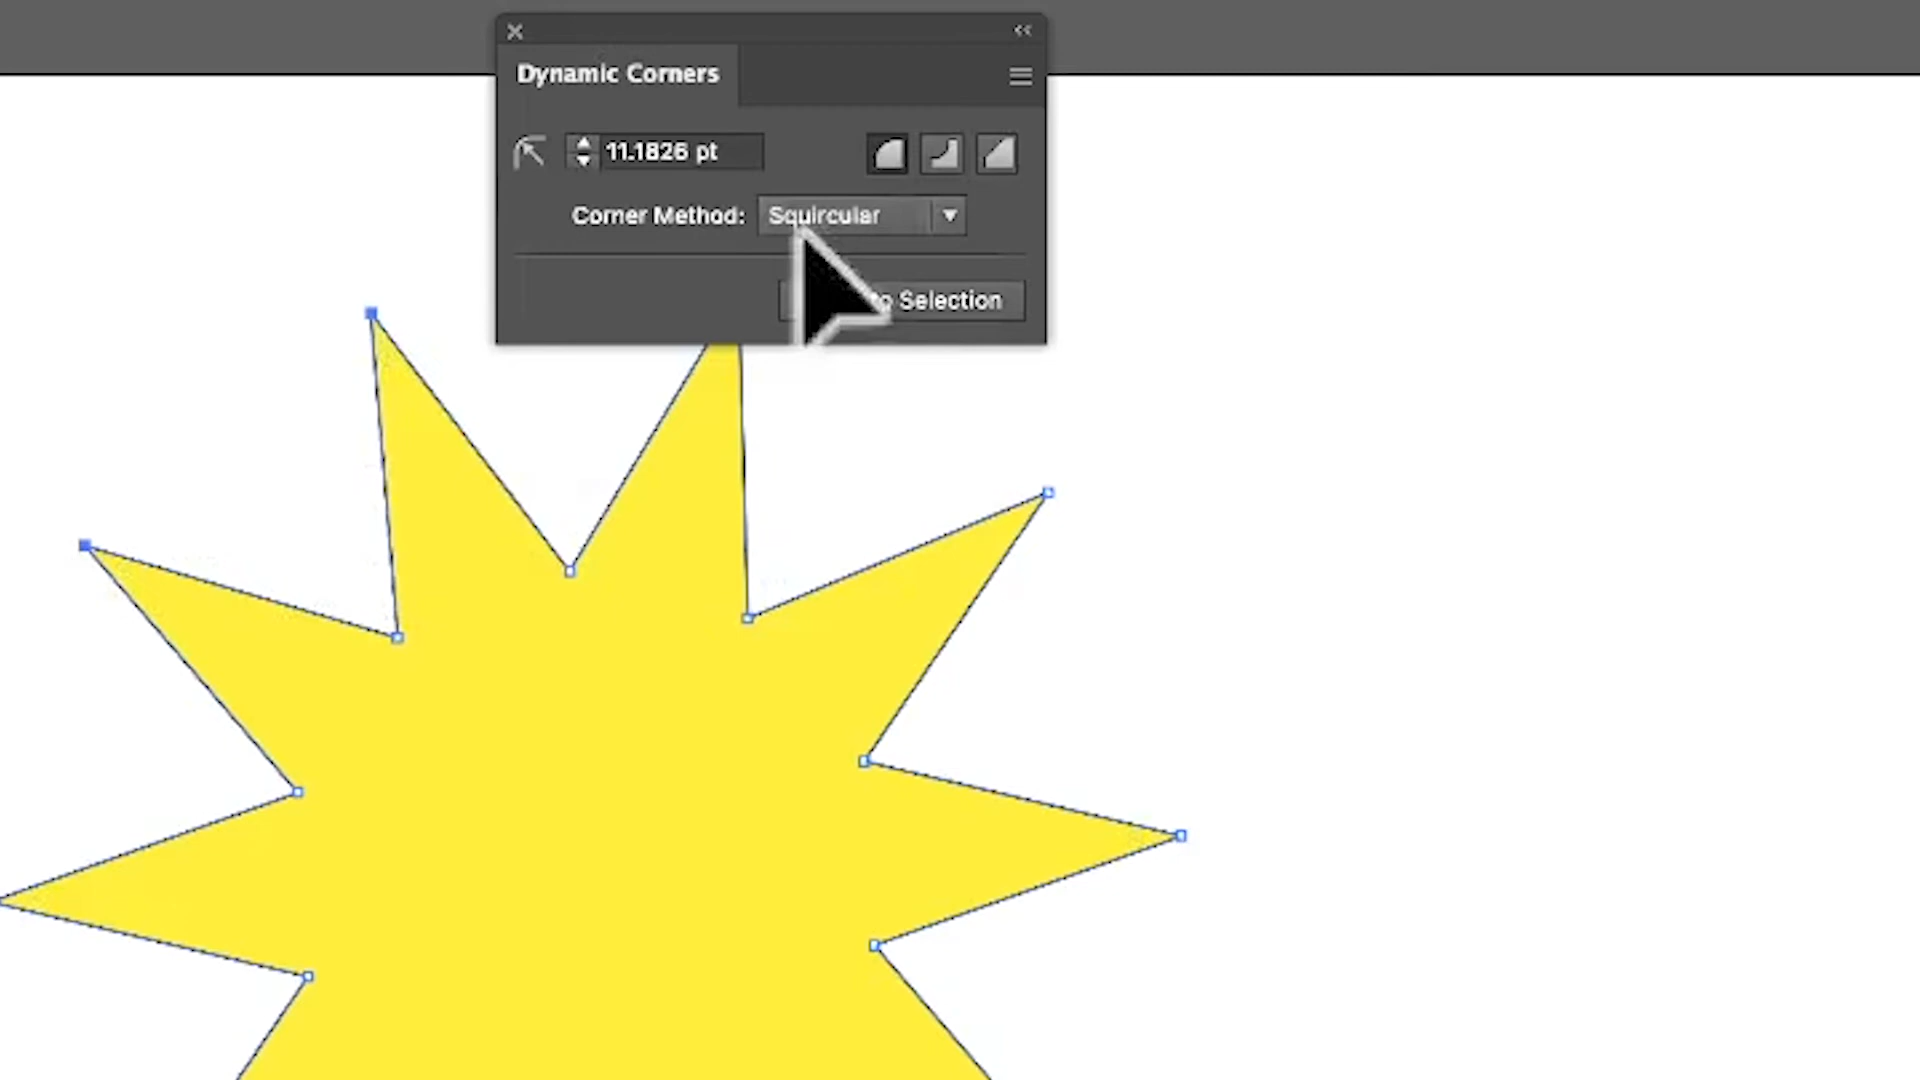 Dynamic Corners
11.1826 pt
Corner Method: Squircular
Selection